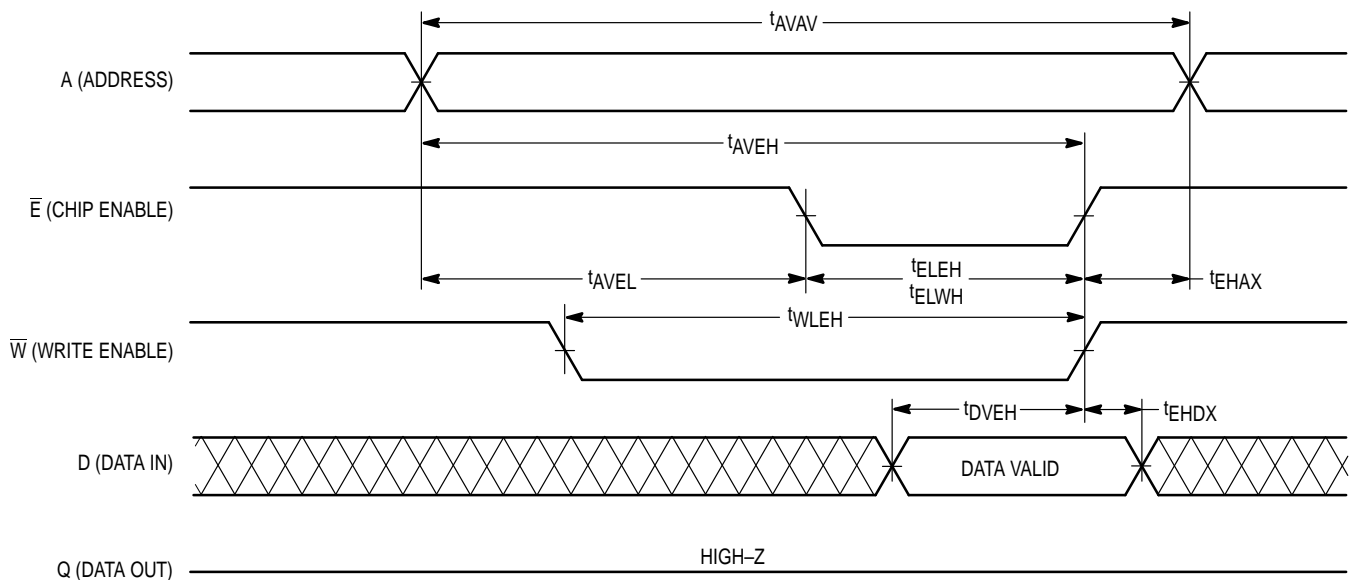 tAVAV
A (ADDRESS)
tAVEH
E (CHIP ENABLE)
tAVEL
tELEH
tELWH
tEHAX
tWLEH
W (WRITE ENABLE)
tDVEH
tEHDX
D (DATA IN)
DATA VALID
HIGH–Z
Q (DATA OUT)